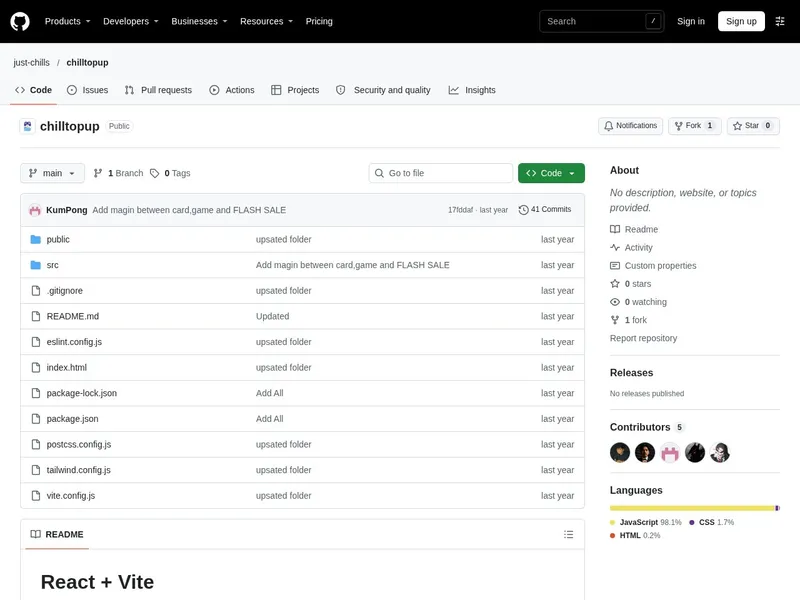 Products Developers Businesses Resources Pricing Search / Sign in Sign up
just-chills / chilltopup
Code Issues Pull requests Actions Projects Security and quality Insights
chilltopup Public Notifications Fork 1 Star 0
main 1 Branch 0 Tags Go to file Code
KumPong Add magin between card,game and FLASH SALE 17fddaf · last year 41 Commits
public upsated folder last year
src Add magin between card,game and FLASH SALE last year
.gitignore upsated folder last year
README.md Updated last year
eslint.config.js upsated folder last year
index.html upsated folder last year
package-lock.json Add All last year
package.json Add All last year
postcss.config.js upsated folder last year
tailwind.config.js upsated folder last year
vite.config.js upsated folder last year
README
React + Vite
About
No description, website, or topics
provided.
Readme
Activity
Custom properties
0 stars
0 watching
1 fork
Report repository
Releases
No releases published
Contributors 5
Languages
JavaScript 98.1% CSS 1.7%
HTML 0.2%